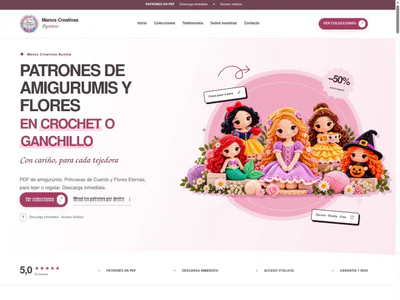 PATRONES EN PDF • Descarga inmediata • Acceso vitalicio
Manos Creativas
Byomar
Inicio Colecciones Testimonios Sobre nosotras Contacto
VER COLECCIONES
Manos Creativas Byomar
PATRONES DE
AMIGURUMIS Y
FLORES
EN CROCHET O
GANCHILLO
Con cariño, para cada tejedora
PDF de amigurumis, Princesas de Cuento y Flores Eternas,
para tejer o regalar. Descarga inmediata.
Ver colecciones
Mirad los patrones por dentro
Descarga inmediata · Acceso vitalicio
–50%
5,0 ★★★★★
PATRONES EN PDF
DESCARGA INMEDIATA
ACCESO VITALICIO
GARANTÍA 7 DÍAS